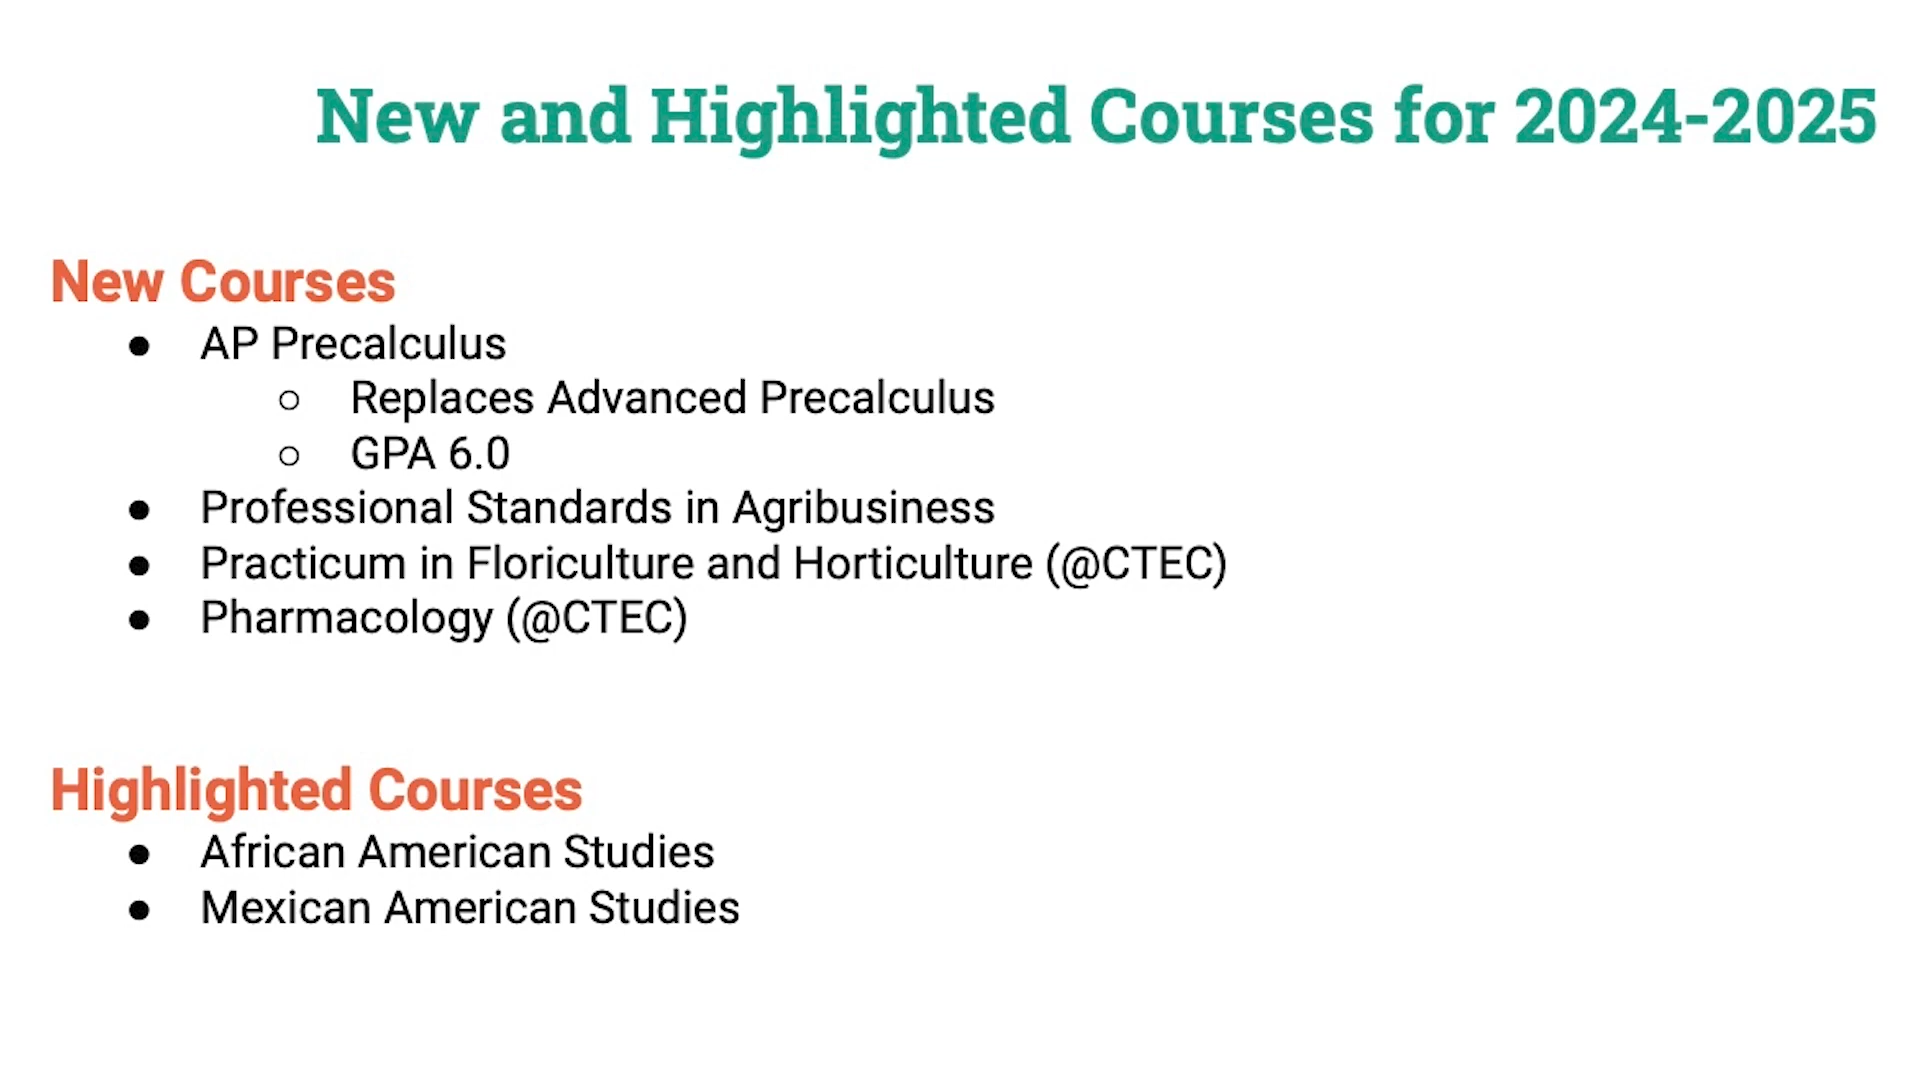 New and Highlighted Courses for 2024-2025
New Courses
● AP Precalculus
○ Replaces Advanced Precalculus
○ GPA 6.0
● Professional Standards in Agribusiness
● Practicum in Floriculture and Horticulture (@CTEC)
● Pharmacology (@CTEC)
Highlighted Courses
● African American Studies
● Mexican American Studies